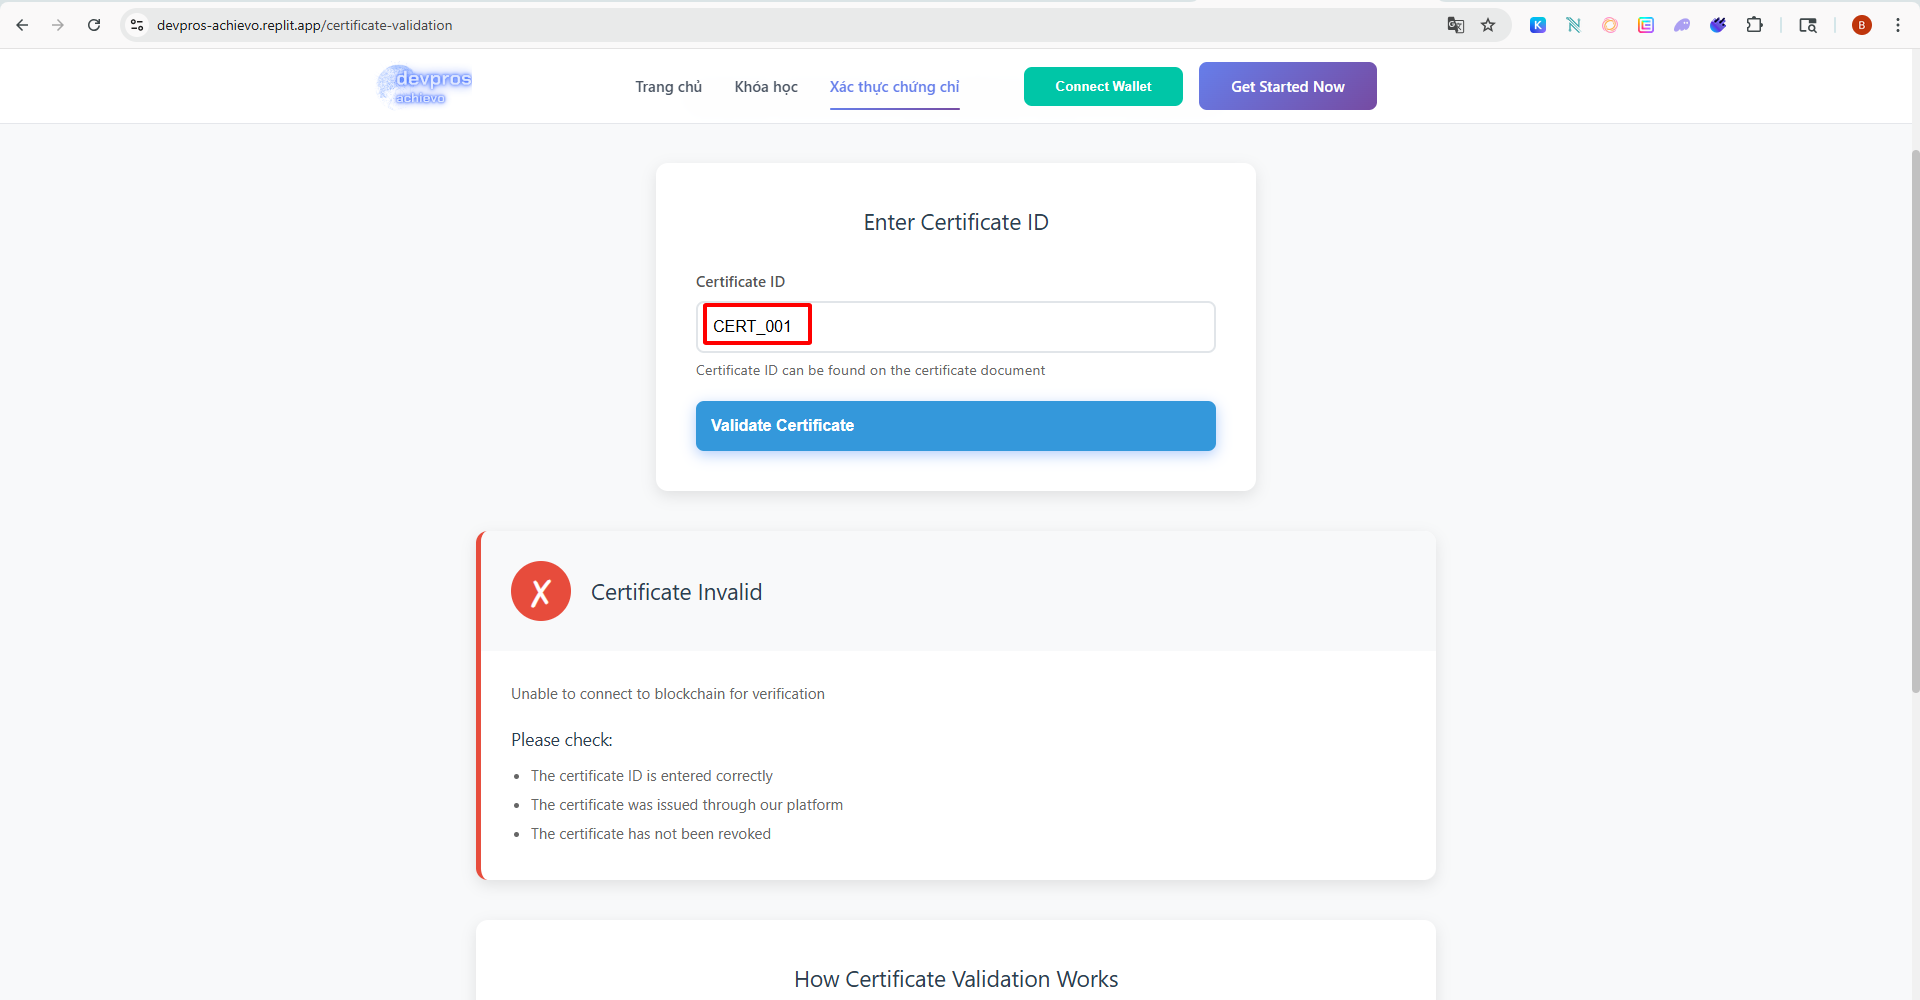 devpros-achievo.replit.app/certificate-validation
B
devpros
achievo
Trang chủ
Khóa học
Xác thực chứng chỉ
Connect Wallet
Get Started Now
Enter Certificate ID
Certificate ID
CERT_001
Certificate ID can be found on the certificate document
Validate Certificate
Certificate Invalid
Unable to connect to blockchain for verification
Please check:
The certificate ID is entered correctly
The certificate was issued through our platform
The certificate has not been revoked
How Certificate Validation Works